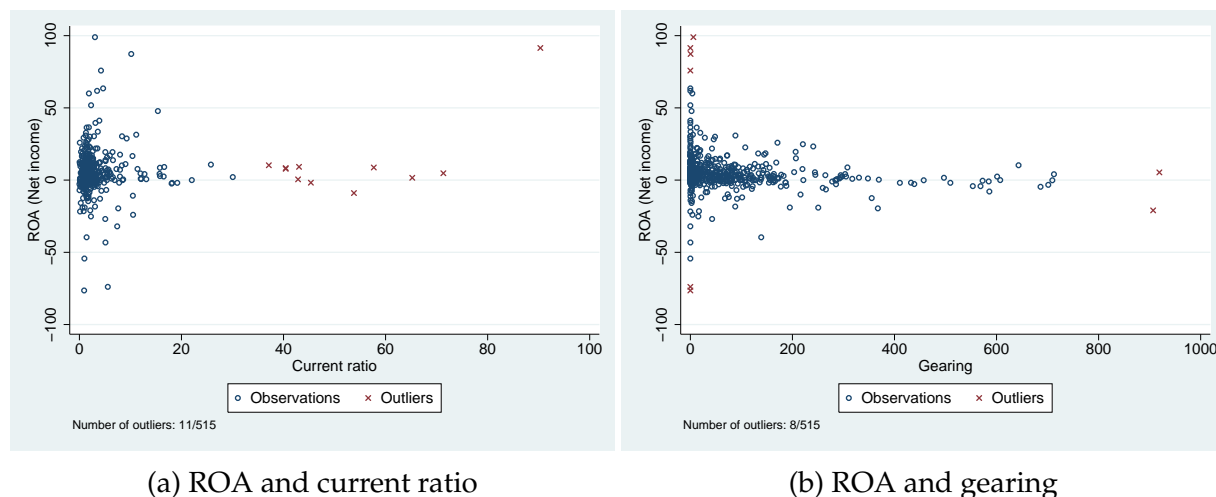 100
50
0
−50
−100
ROA (Net income)
0 20 40 60 80 100
Current ratio
Observations Outliers
Number of outliers: 11/515
100
50
0
−50
−100
ROA (Net income)
0 200 400 600 800 1000
Gearing
Observations Outliers
Number of outliers: 8/515
(a) ROA and current ratio
(b) ROA and gearing